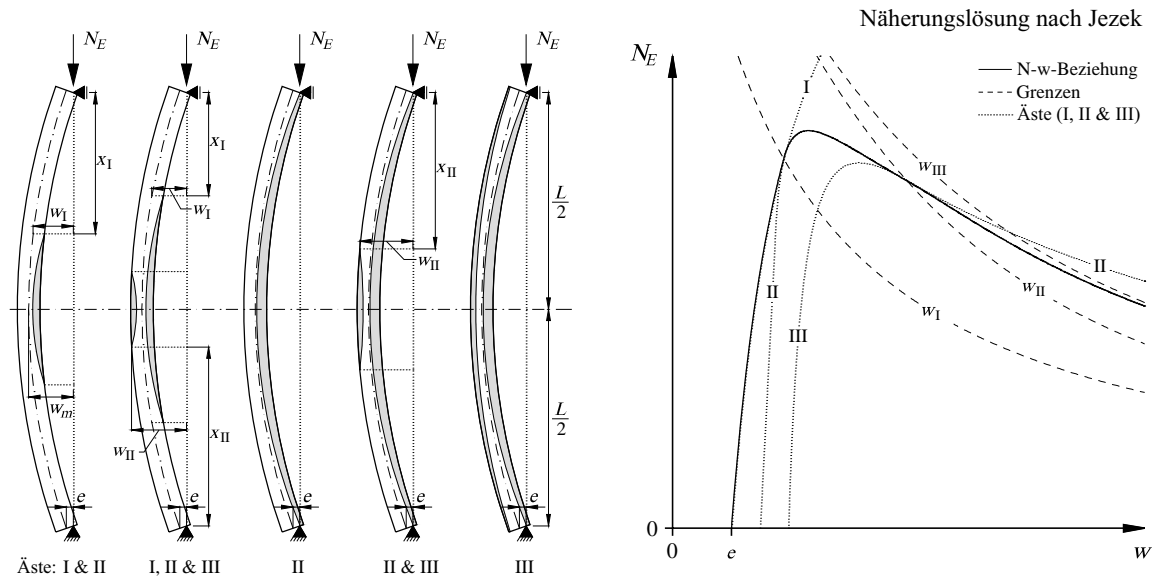 Näherungslösung nach Jezek
N_E N_E N_E N_E N_E
x_I
x_I
w_I
w_I
x_II
w_II
L/2
w_m
w_II
x_II
L/2
e e e e e
Äste: I & II I, II & III II II & III III
N_E
N-w-Beziehung
Grenzen
Äste (I, II & III)
I
w_III
II
w_II
II
w_I
III
0
0 e w